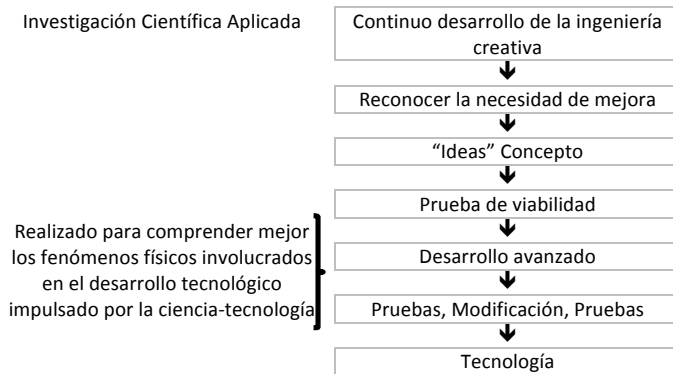 Investigación Científica Aplicada
Continuo desarrollo de la ingeniería
creativa
Reconocer la necesidad de mejora
“Ideas” Concepto
Prueba de viabilidad
Realizado para comprender mejor
los fenómenos físicos involucrados
en el desarrollo tecnológico
impulsado por la ciencia-tecnología
Desarrollo avanzado
Pruebas, Modificación, Pruebas
Tecnología